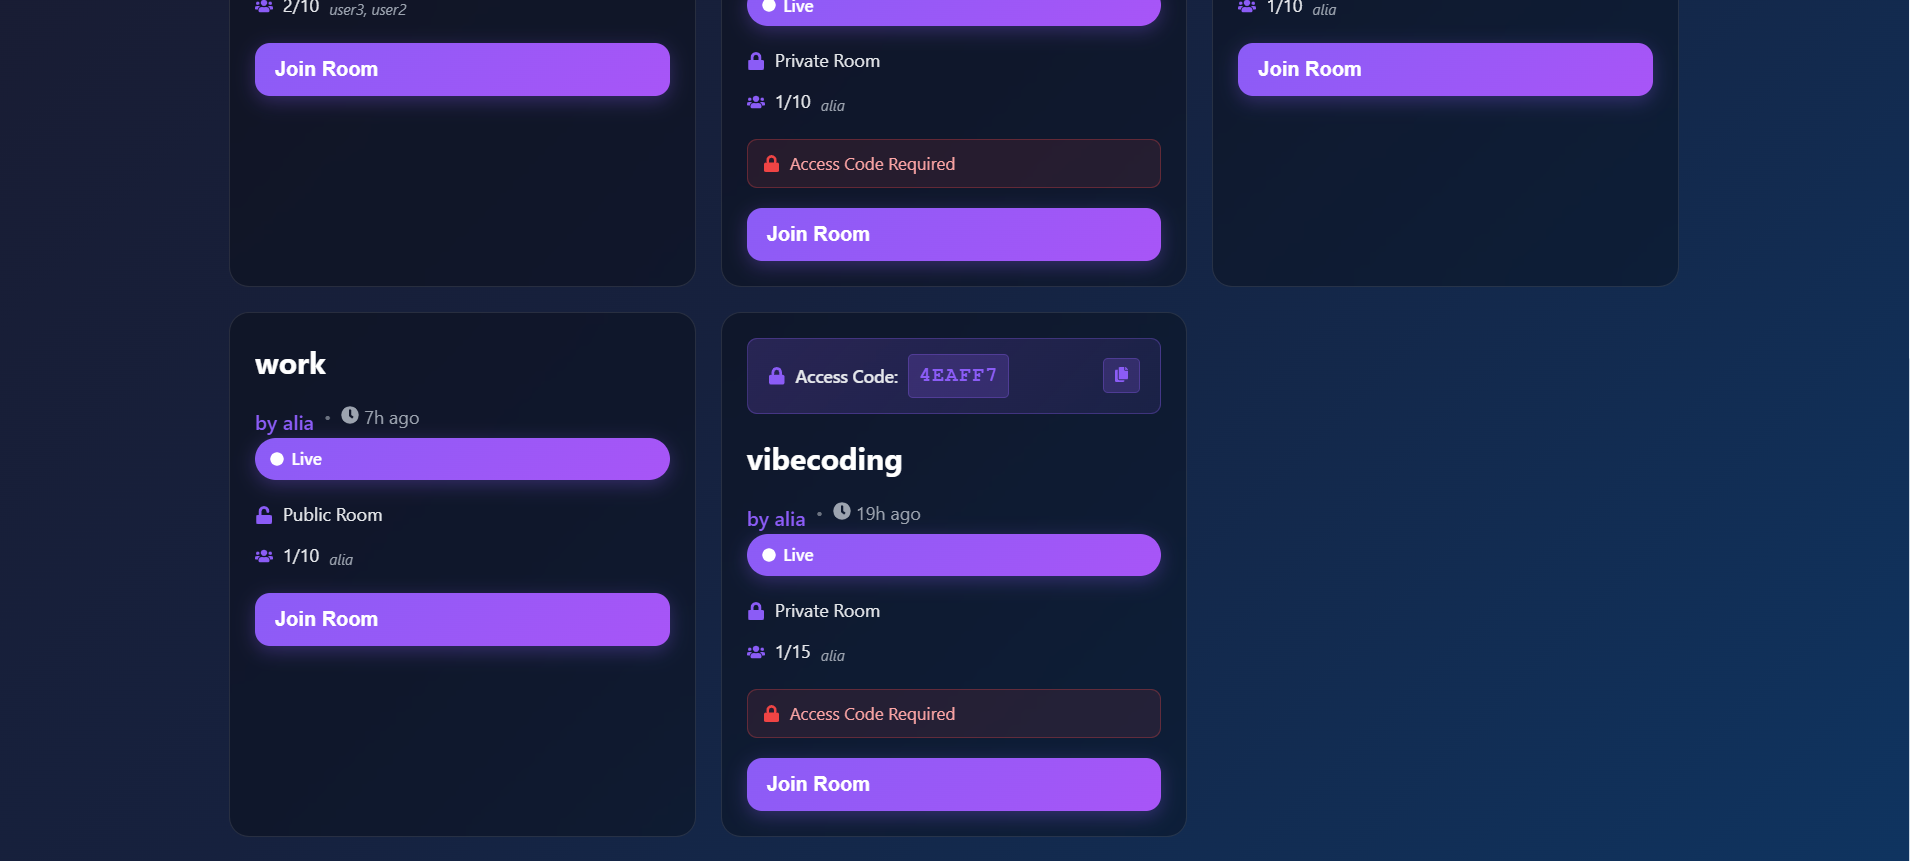 2/10 user3, user2
Join Room
Live
Private Room
1/10 alia
Access Code Required
Join Room
1/10 alia
Join Room
work
by alia • 7h ago
Live
Public Room
1/10 alia
Join Room
Access Code: 4EAFF7
vibecoding
by alia • 19h ago
Live
Private Room
1/15 alia
Access Code Required
Join Room